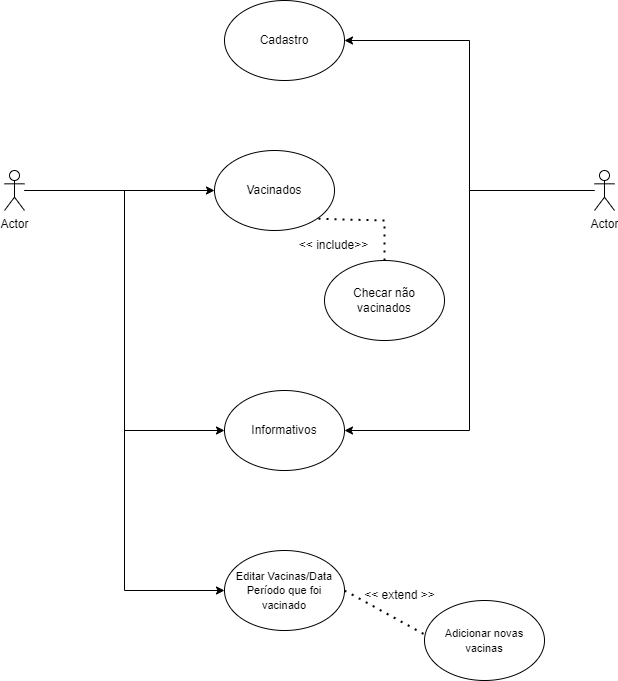 Cadastro
Vacinados
Actor
Actor
<< include>>
Checar não
vacinados
Informativos
Editar Vacinas/Data
Período que foi
vacinado
<< extend >>
Adicionar novas
vacinas